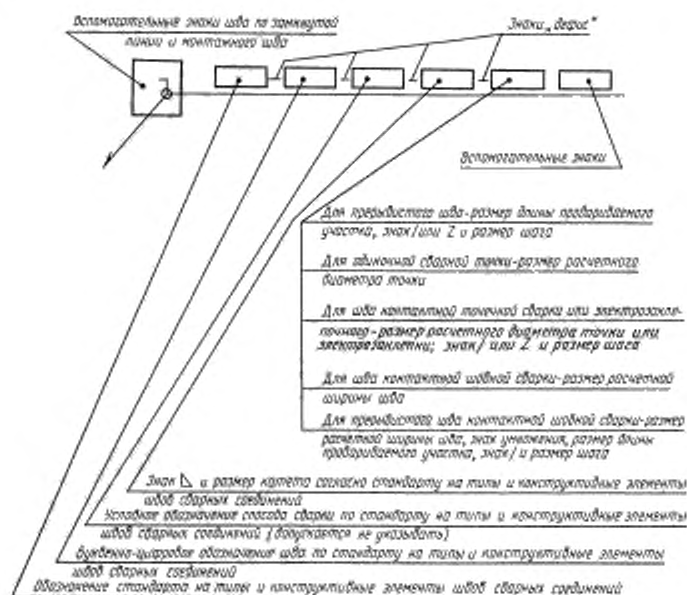 Вспомогательные знаки шва по замкнутой
линии и монтажного шва
Знаки „дефис“
Вспомогательные знаки
Для прерывистого шва-размер длины провариваемого
участка, знак / или Z и размер шага
Для одиночной сварной точки-размер расчетного
диаметра точки
Для шва контактной точечной сварки или электрозакле-
почного-размер расчетного диаметра точки или
электрозаклепки; знак / или Z и размер шага
Для шва контактной шовной сварки-размер расчетной
ширины шва
Для прерывистого шва контактной шовной сварки-размер
расчетной ширины шва, знак умножения, размер длины
провариваемого участка, знак / и размер шага
Знак ◺ и размер катета согласно стандарту на типы и конструктивные элементы
швов сварных соединений
Условное обозначение способа сварки по стандарту на типы и конструктивные элементы
швов сварных соединений (допускается не указывать)
Буквенно-цифровое обозначение шва по стандарту на типы и конструктивные элементы
швов сварных соединений
Обозначение стандарта на типы и конструктивные элементы швов сварных соединений